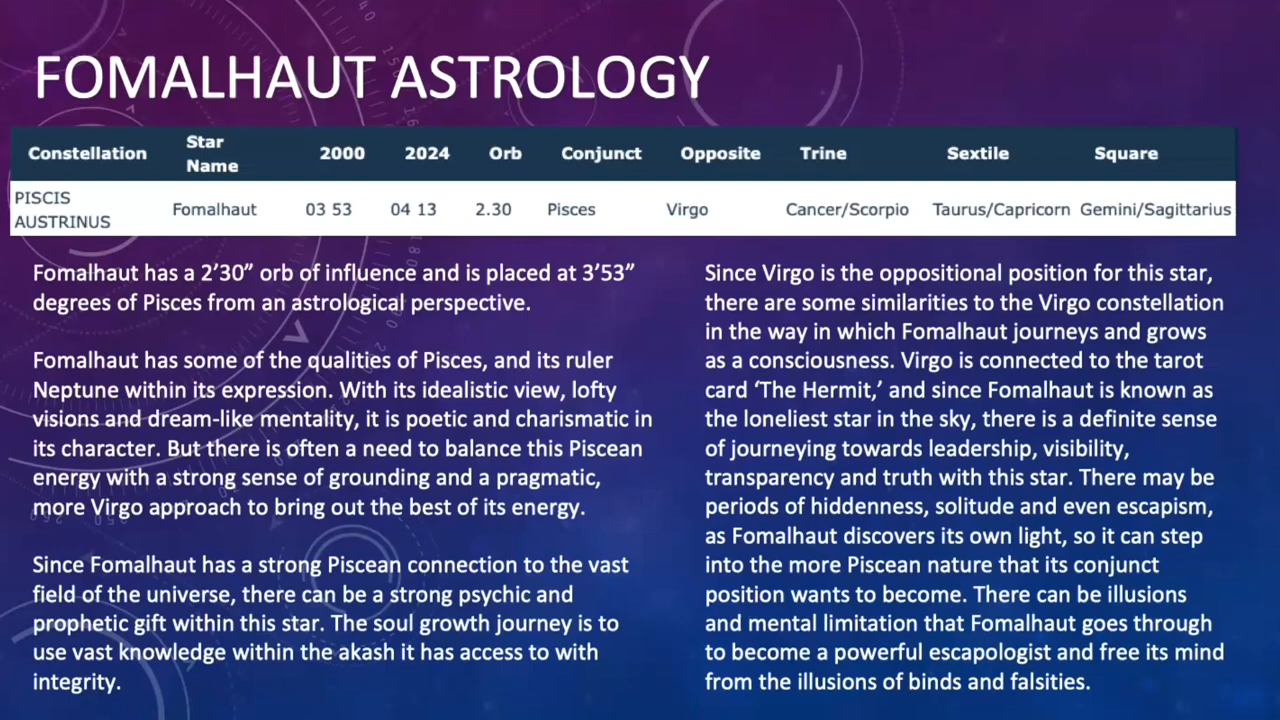 FOMALHAUT ASTROLOGY
Constellation Star Name 2000 2024 Orb Conjunct Opposite Trine Sextile Square
PISCIS AUSTRINUS Fomalhaut 03 53 04 13 2.30 Pisces Virgo Cancer/Scorpio Taurus/Capricorn Gemini/Sagittarius
Fomalhaut has a 2’30” orb of influence and is placed at 3’53”
degrees of Pisces from an astrological perspective.
Fomalhaut has some of the qualities of Pisces, and its ruler
Neptune within its expression. With its idealistic view, lofty
visions and dream-like mentality, it is poetic and charismatic in
its character. But there is often a need to balance this Piscean
energy with a strong sense of grounding and a pragmatic,
more Virgo approach to bring out the best of its energy.
Since Fomalhaut has a strong Piscean connection to the vast
field of the universe, there can be a strong psychic and
prophetic gift within this star. The soul growth journey is to
use vast knowledge within the akash it has access to with
integrity.
Since Virgo is the oppositional position for this star,
there are some similarities to the Virgo constellation
in the way in which Fomalhaut journeys and grows
as a consciousness. Virgo is connected to the tarot
card ‘The Hermit,’ and since Fomalhaut is known as
the loneliest star in the sky, there is a definite sense
of journeying towards leadership, visibility,
transparency and truth with this star. There may be
periods of hiddenness, solitude and even escapism,
as Fomalhaut discovers its own light, so it can step
into the more Piscean nature that its conjunct
position wants to become. There can be illusions
and mental limitation that Fomalhaut goes through
to become a powerful escapologist and free its mind
from the illusions of binds and falsities.